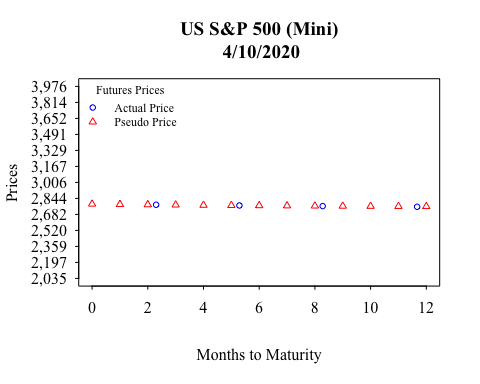 US S&P 500 (Mini)
4/10/2020
Futures Prices
Actual Price
Pseudo Price
Prices
3,976
3,814
3,652
3,491
3,329
3,167
3,006
2,844
2,682
2,520
2,359
2,197
2,035
0 2 4 6 8 10 12
Months to Maturity